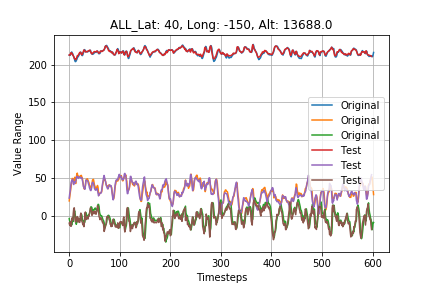 ALL_Lat: 40, Long: -150, Alt: 13688.0
Value Range
200
150
100
50
0
Original
Original
Original
Test
Test
Test
0 100 200 300 400 500 600
Timesteps